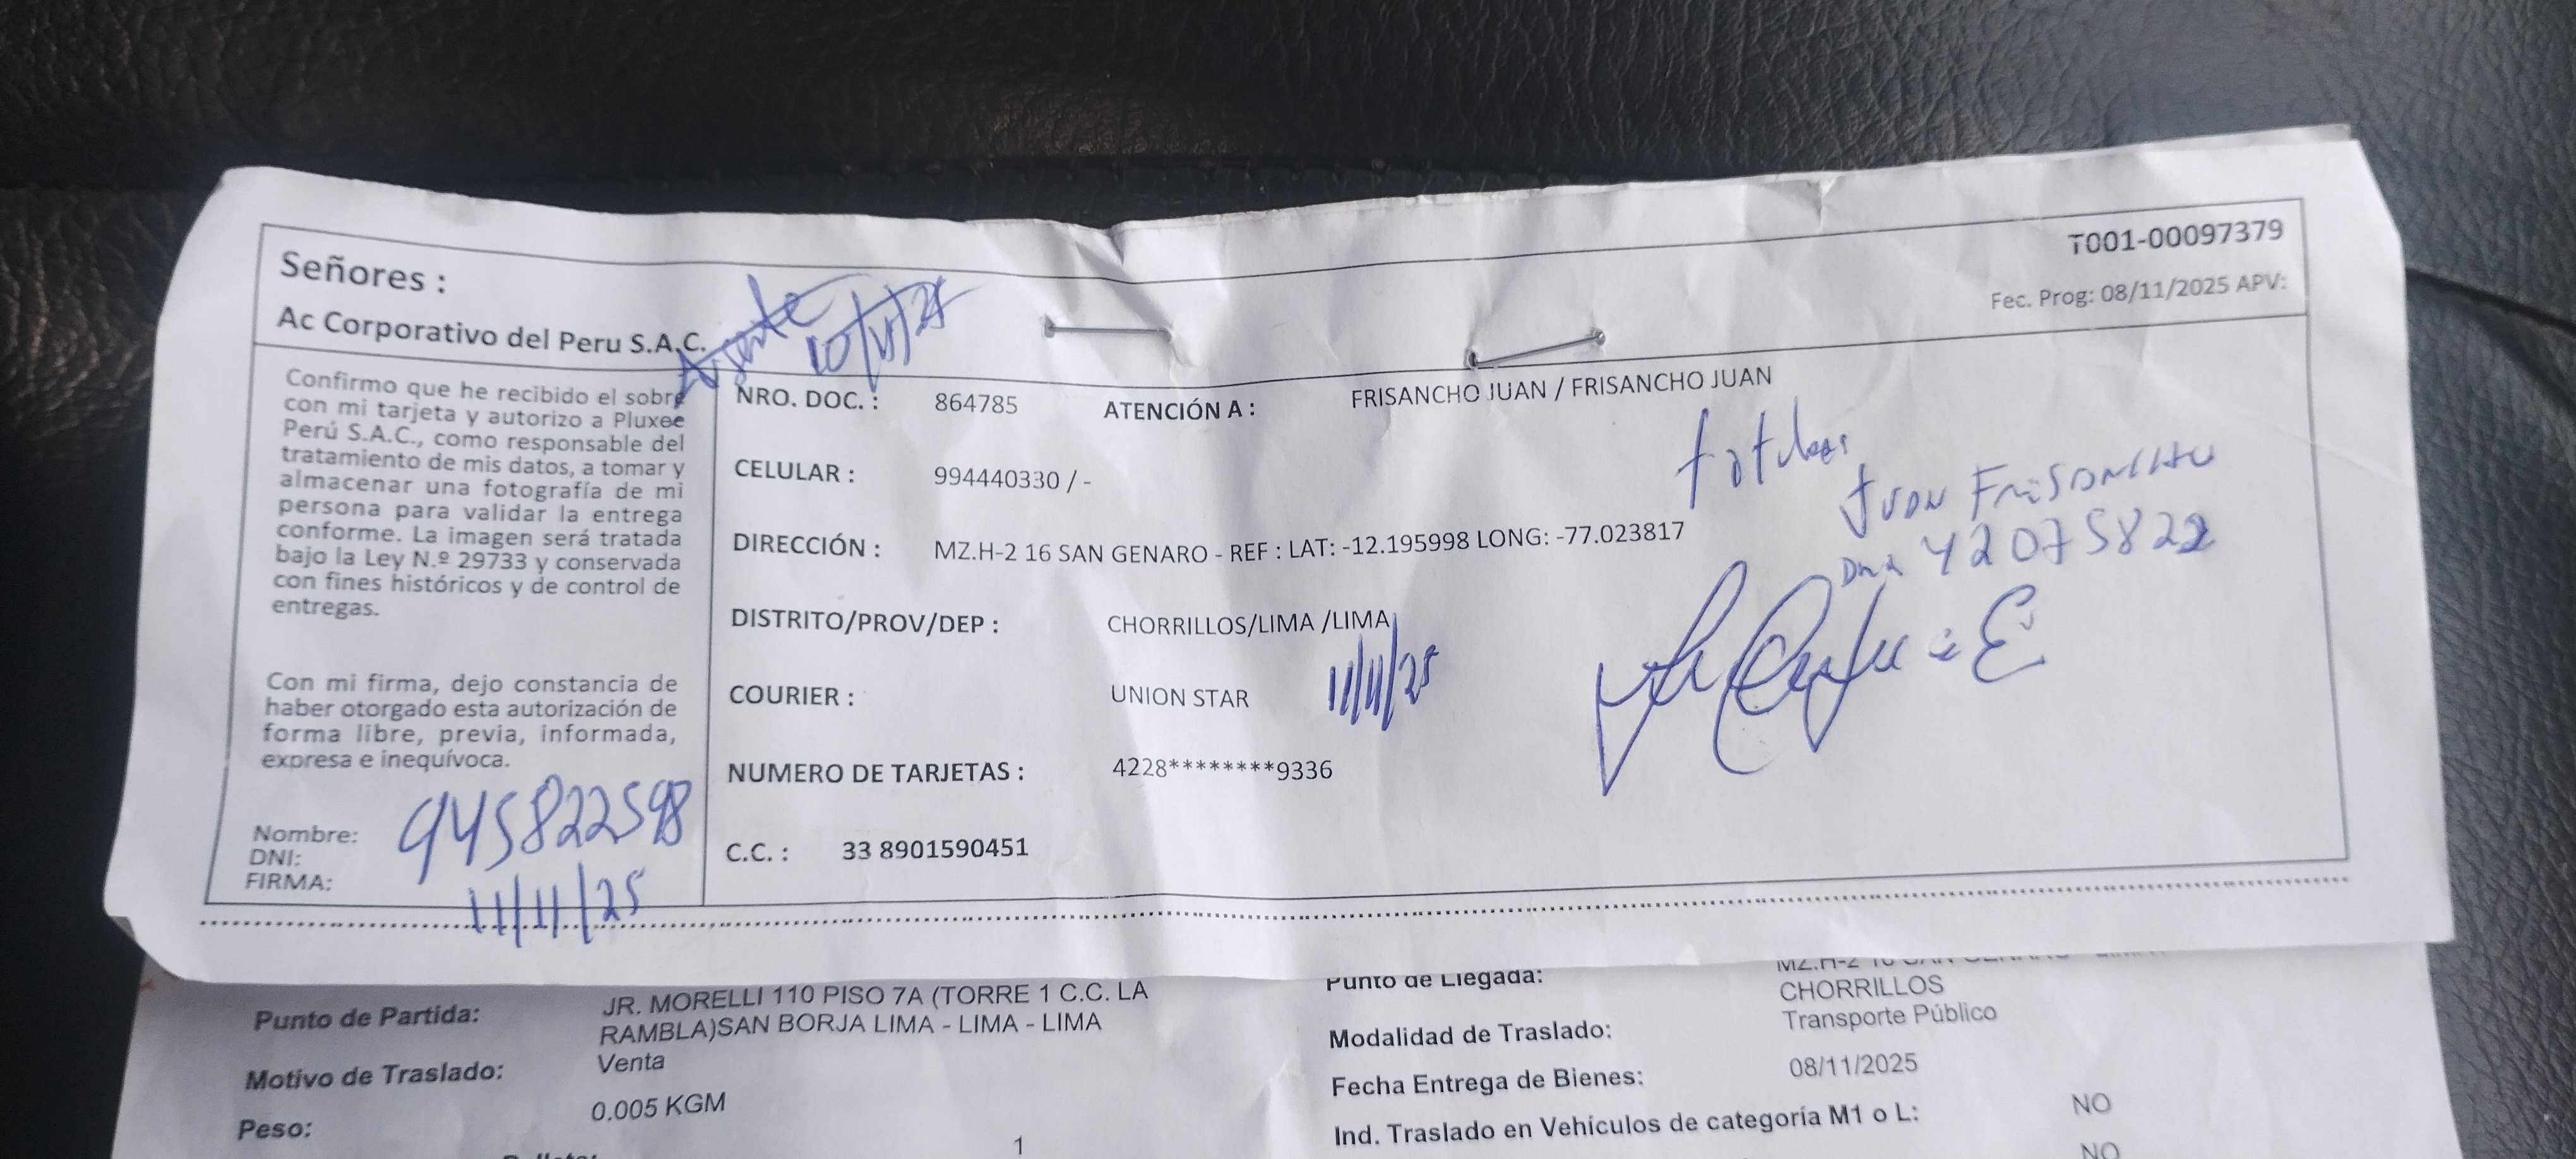 T001-00097379
Señores :
Fec. Prog: 08/11/2025 APV:
Ac Corporativo del Peru S.A.C.
10/11/25
Confirmo que he recibido el sobre
con mi tarjeta y autorizo a Pluxee
Perú S.A.C., como responsable del
tratamiento de mis datos, a tomar y
almacenar una fotografía de mi
persona para validar la entrega
conforme. La imagen será tratada
bajo la Ley N.º 29733 y conservada
con fines históricos y de control de
entregas.
Con mi firma, dejo constancia de
haber otorgado esta autorización de
forma libre, previa, informada,
expresa e inequívoca.
945822598
Nombre:
DNI:
FIRMA:
11/11/25
NRO. DOC. : 864785 ATENCIÓN A : FRISANCHO JUAN / FRISANCHO JUAN
CELULAR : 994440330 / -
Juan Frisancho
42075822
DIRECCIÓN : MZ.H-2 16 SAN GENARO - REF : LAT: -12.195998 LONG: -77.023817
DISTRITO/PROV/DEP : CHORRILLOS/LIMA /LIMA
COURIER : UNION STAR 11/11/25
NUMERO DE TARJETAS : 4228********9336
C.C. : 33 8901590451
Punto de Partida: JR. MORELLI 110 PISO 7A (TORRE 1 C.C. LA
RAMBLA)SAN BORJA LIMA - LIMA - LIMA
Motivo de Traslado: Venta
Peso: 0.005 KGM
1
Punto de Llegada:
CHORRILLOS
Modalidad de Traslado: Transporte Público
Fecha Entrega de Bienes: 08/11/2025
Ind. Traslado en Vehículos de categoría M1 o L: NO
NO